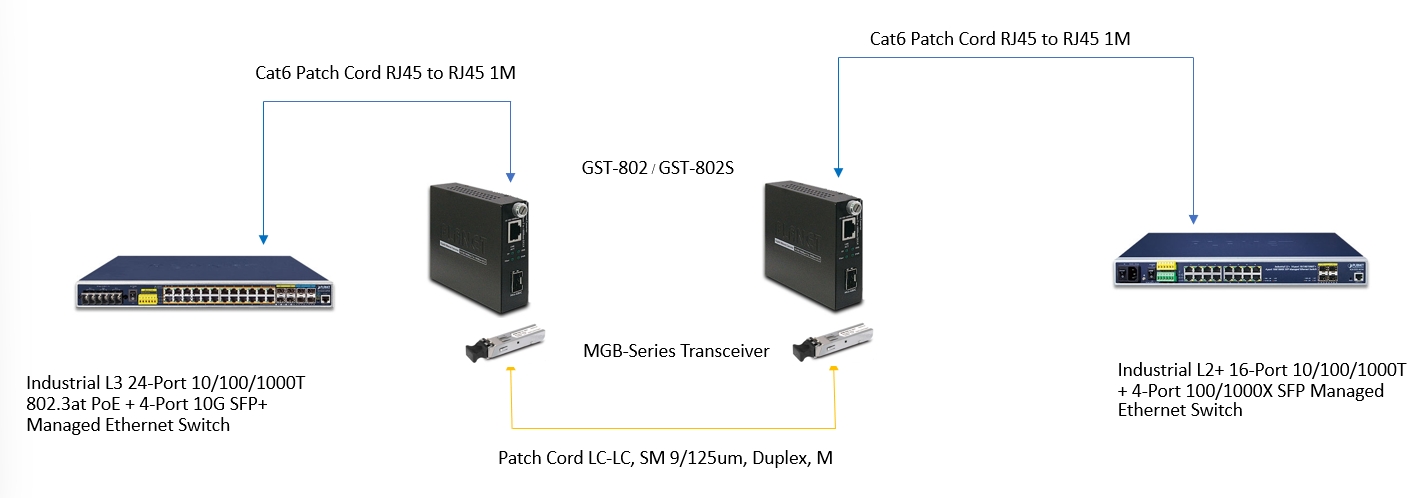 Cat6 Patch Cord RJ45 to RJ45 1M
Cat6 Patch Cord RJ45 to RJ45 1M
GST-802 / GST-802S
PLANET
MGB-Series Transceiver
Industrial L3 24-Port 10/100/1000T
802.3at PoE + 4-Port 10G SFP+
Managed Ethernet Switch
Industrial L2+ 16-Port 10/100/1000T
+ 4-Port 100/1000X SFP Managed
Ethernet Switch
Patch Cord LC-LC, SM 9/125um, Duplex, M